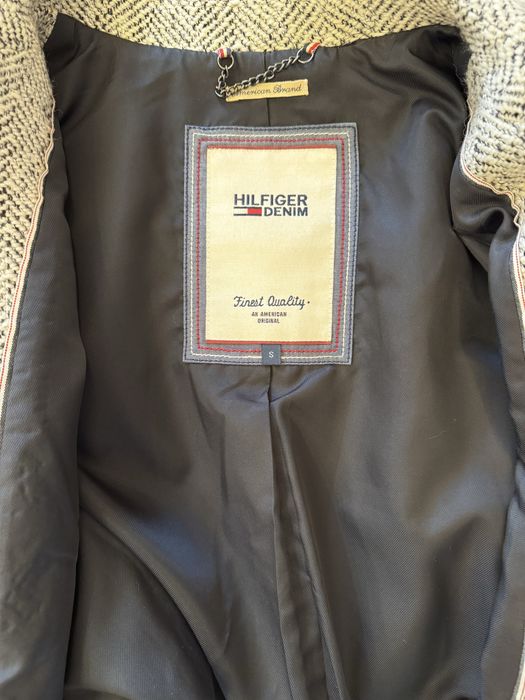 American Brand
HILFIGER
DENIM
Finest Quality.
AN AMERICAN
ORIGINAL
S